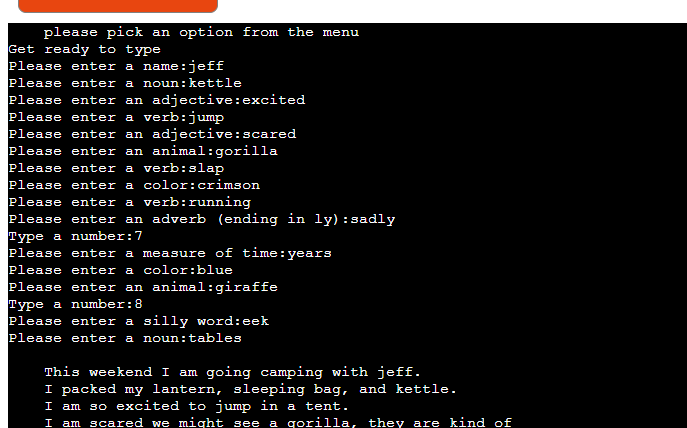 please pick an option from the menu
Get ready to type
Please enter a name:jeff
Please enter a noun:kettle
Please enter an adjective:excited
Please enter a verb:jump
Please enter an adjective:scared
Please enter an animal:gorilla
Please enter a verb:slap
Please enter a color:crimson
Please enter a verb:running
Please enter an adverb (ending in ly):sadly
Type a number:7
Please enter a measure of time:years
Please enter a color:blue
Please enter an animal:giraffe
Type a number:8
Please enter a silly word:eek
Please enter a noun:tables
This weekend I am going camping with jeff.
I packed my lantern, sleeping bag, and kettle.
I am so excited to jump in a tent.
I am scared we might see a gorilla, they are kind of